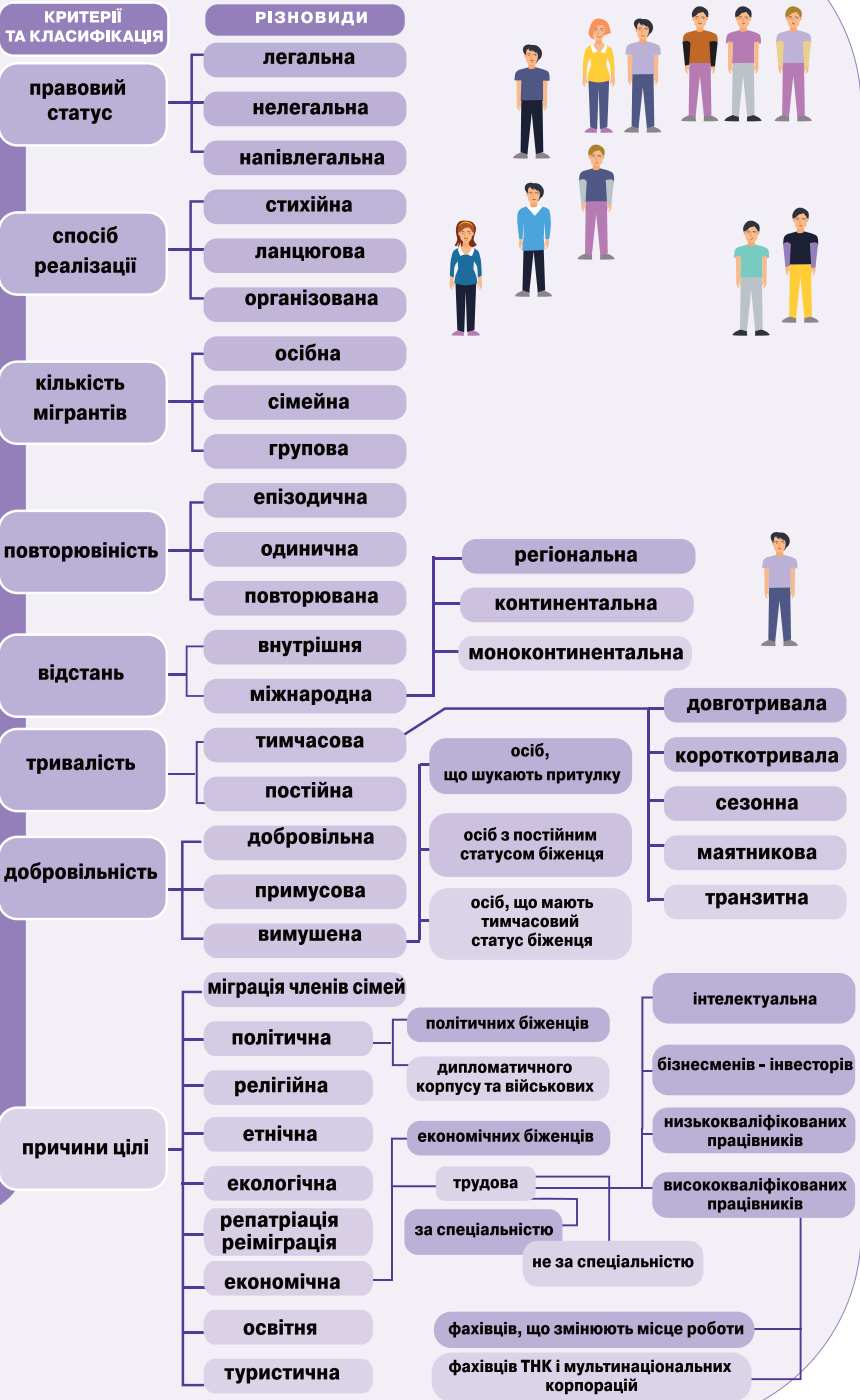 КРИТЕРІЇ
ТА КЛАСИФІКАЦІЯ
РІЗНОВИДИ
правовий
статус
легальна
нелегальна
напівлегальна
спосіб
реалізації
стихійна
ланцюгова
організована
кількість
мігрантів
осібна
сімейна
групова
повторювіність
епізодична
одинична
повторювана
відстань
внутрішня
міжнародна
регіональна
континентальна
моноконтинентальна
тривалість
тимчасова
постійна
довготривала
короткотривала
сезонна
маятникова
транзитна
добровільність
добровільна
примусова
вимушена
осіб,
що шукають притулку
осіб з постійним
статусом біженця
осіб, що мають
тимчасовий
статус біженця
причини цілі
міграція членів сімей
політична
релігійна
етнічна
екологічна
репатріація
рееміграція
економічна
освітня
туристична
політичних біженців
дипломатичного
корпусу та військових
економічних біженців
трудова
за спеціальністю
не за спеціальністю
інтелектуальна
бізнесменів - інвесторів
низькокваліфікованих
працівників
висококваліфікованих
працівників
фахівців, що змінюють місце роботи
фахівців ТНК і мультинаціональних
корпорацій